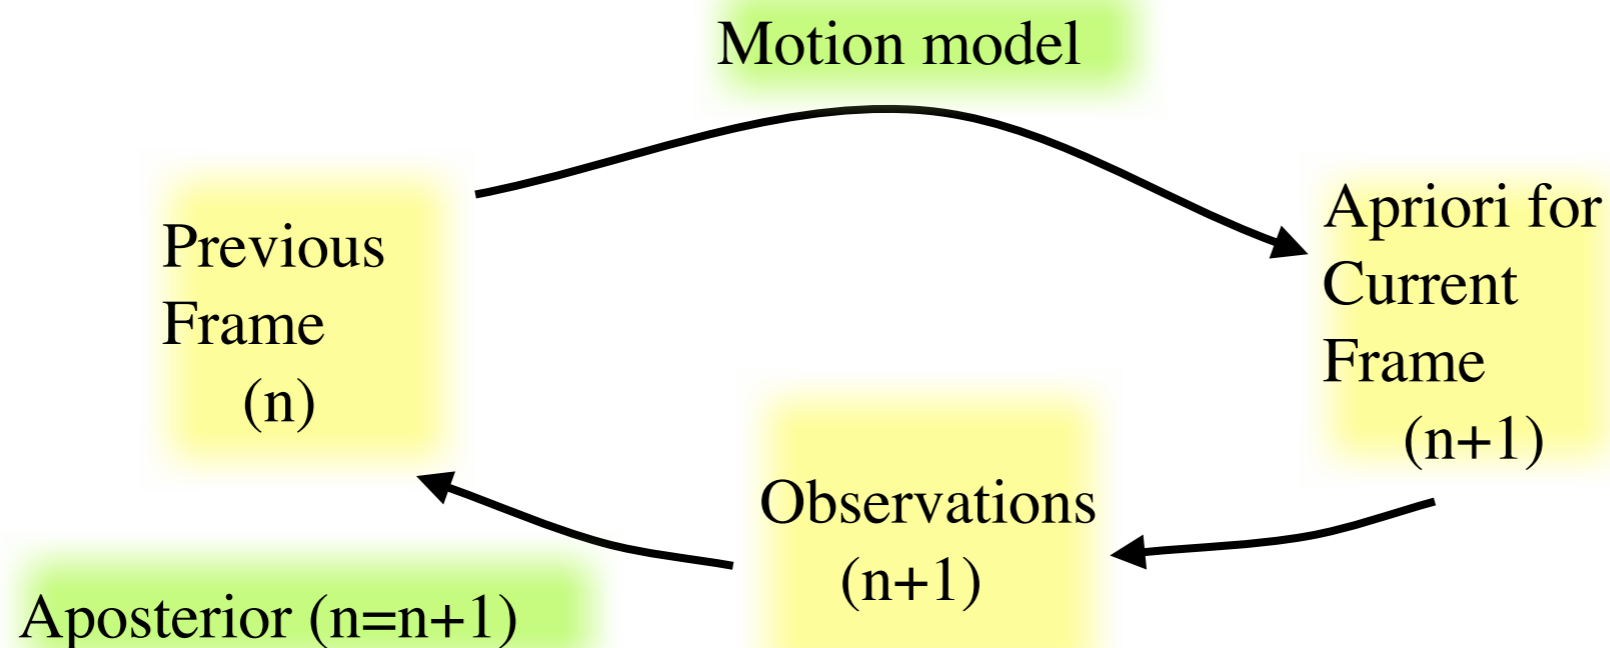 Motion model
Previous
Frame
(n)
Apriori for
Current
Frame
(n+1)
Observations
(n+1)
Aposterior (n=n+1)